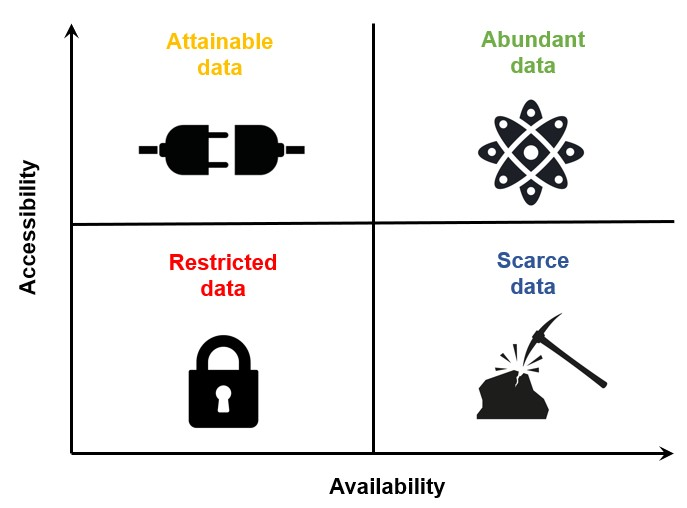 Attainable
data
Abundant
data
Accessibility
Restricted
data
Scarce
data
Availability